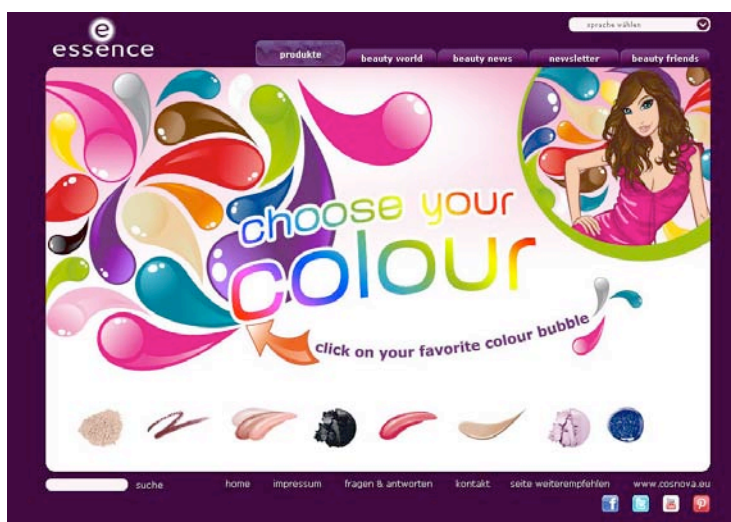 e
essence
sprache wählen
produkte
beauty world
beauty news
newsletter
beauty friends
choose your
colour
click on your favorite colour bubble
suche
home
impressum
fragen & antworten
kontakt
seite weiterempfehlen
www.cosnova.eu